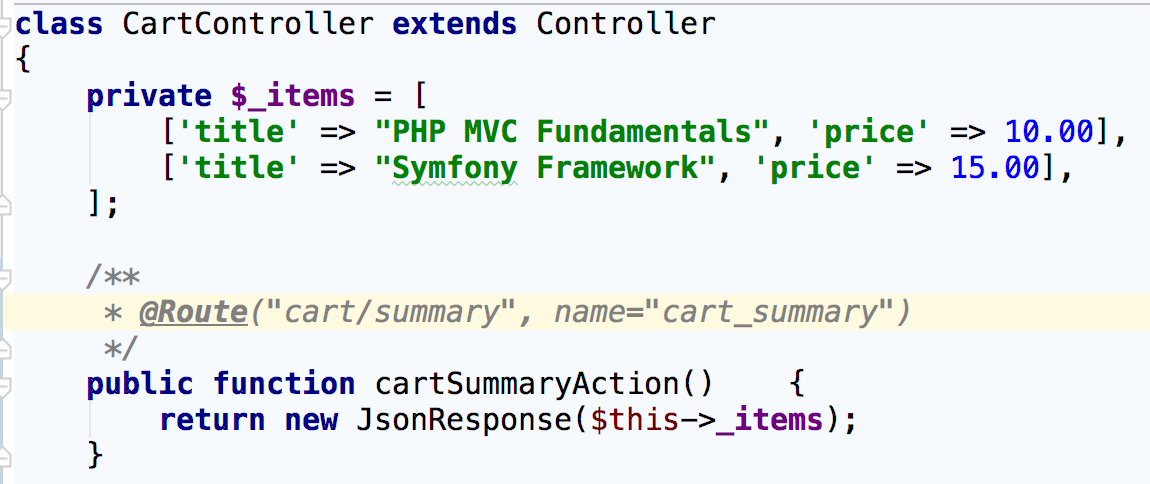 class CartController extends Controller
{
    private $_items = [
        ['title' => "PHP MVC Fundamentals", 'price' => 10.00],
        ['title' => "Symfony Framework", 'price' => 15.00],
    ];
    /**
     * @Route("cart/summary", name="cart_summary")
     */
    public function cartSummaryAction()    {
        return new JsonResponse($this->_items);
    }